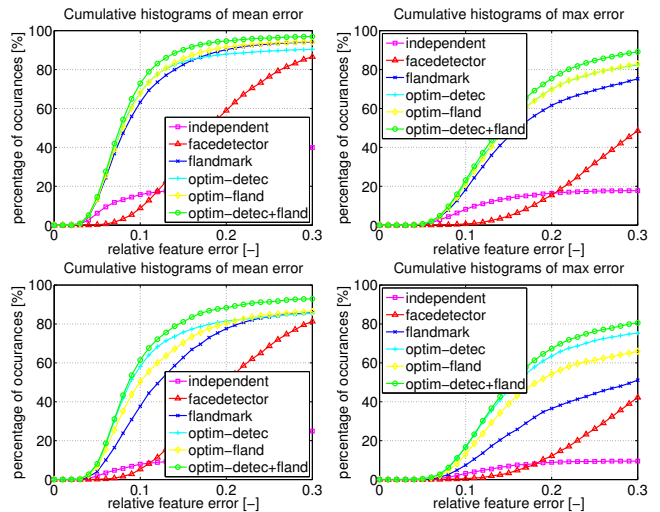 Cumulative histograms of mean error
percentage of occurances [%]
100
80
60
40
20
0
independent
facedetector
flandmark
optim-detec
optim-fland
optim-detec+fland
0 0.1 0.2 0.3
relative feature error [-]
Cumulative histograms of max error
percentage of occurances [%]
100
80
60
40
20
0
independent
facedetector
flandmark
optim-detec
optim-fland
optim-detec+fland
0 0.1 0.2 0.3
relative feature error [-]
Cumulative histograms of mean error
percentage of occurances [%]
100
80
60
40
20
0
independent
facedetector
flandmark
optim-detec
optim-fland
optim-detec+fland
0 0.1 0.2 0.3
relative feature error [-]
Cumulative histograms of max error
percentage of occurances [%]
100
80
60
40
20
0
independent
facedetector
flandmark
optim-detec
optim-fland
optim-detec+fland
0 0.1 0.2 0.3
relative feature error [-]